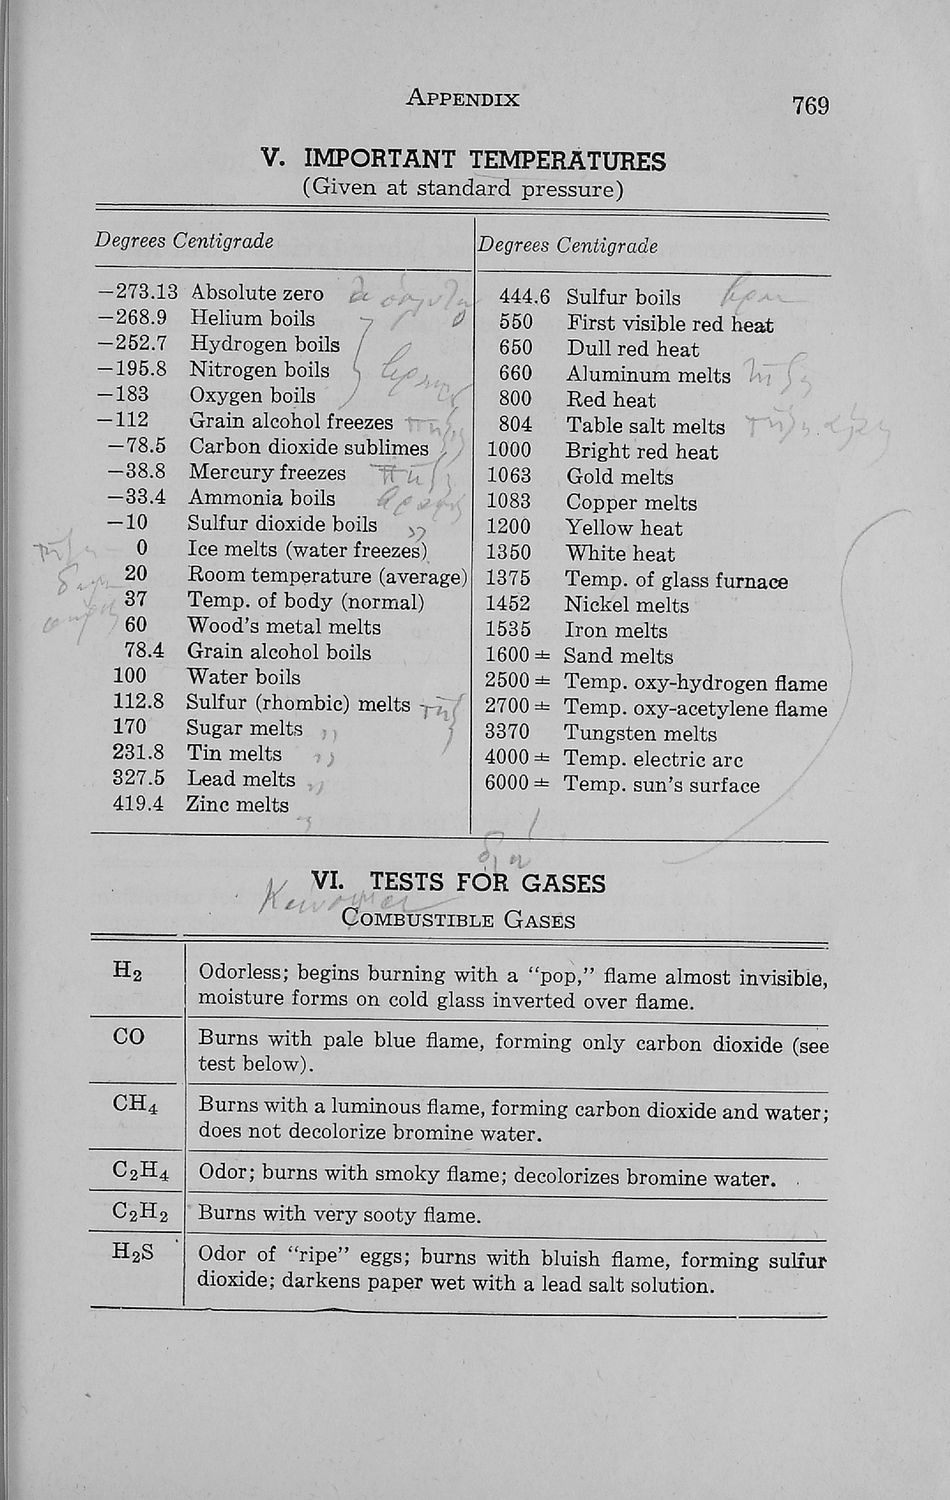 APPENDIX
769
V. IMPORTANT TEMPERATURES
(Given at standard pressure)
Degrees Centigrade
−273.13 Absolute zero
−268.9 Helium boils
−252.7 Hydrogen boils
−195.8 Nitrogen boils
−183 Oxygen boils
−112 Grain alcohol freezes
−78.5 Carbon dioxide sublimes
−38.8 Mercury freezes
−33.4 Ammonia boils
−10 Sulfur dioxide boils
0 Ice melts (water freezes)
20 Room temperature (average)
37 Temp. of body (normal)
60 Wood's metal melts
78.4 Grain alcohol boils
100 Water boils
112.8 Sulfur (rhombic) melts
170 Sugar melts
231.8 Tin melts
327.5 Lead melts
419.4 Zinc melts
Degrees Centigrade
444.6 Sulfur boils
550 First visible red heat
650 Dull red heat
660 Aluminum melts
800 Red heat
804 Table salt melts
1000 Bright red heat
1063 Gold melts
1083 Copper melts
1200 Yellow heat
1350 White heat
1375 Temp. of glass furnace
1452 Nickel melts
1535 Iron melts
1600 ± Sand melts
2500 ± Temp. oxy-hydrogen flame
2700 ± Temp. oxy-acetylene flame
3370 Tungsten melts
4000 ± Temp. electric arc
6000 ± Temp. sun's surface
VI. TESTS FOR GASES
COMBUSTIBLE GASES
H₂ Odorless; begins burning with a “pop,” flame almost invisible,
moisture forms on cold glass inverted over flame.
CO Burns with pale blue flame, forming only carbon dioxide (see
test below).
CH₄ Burns with a luminous flame, forming carbon dioxide and water;
does not decolorize bromine water.
C₂H₄ Odor; burns with smoky flame; decolorizes bromine water.
C₂H₂ Burns with very sooty flame.
H₂S Odor of “ripe” eggs; burns with bluish flame, forming sulfur
dioxide; darkens paper wet with a lead salt solution.